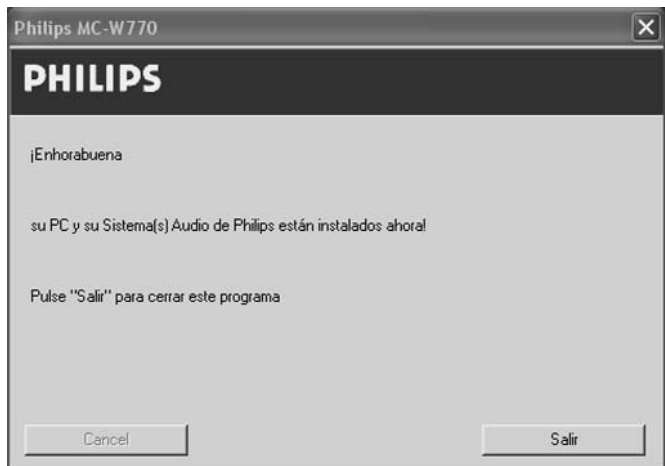 Philips MC-W770
PHILIPS
¡Enhorabuena
su PC y su Sistema(s) Audio de Philips están instalados ahora!
Pulse "Salir" para cerrar este programa
Cancel
Salir